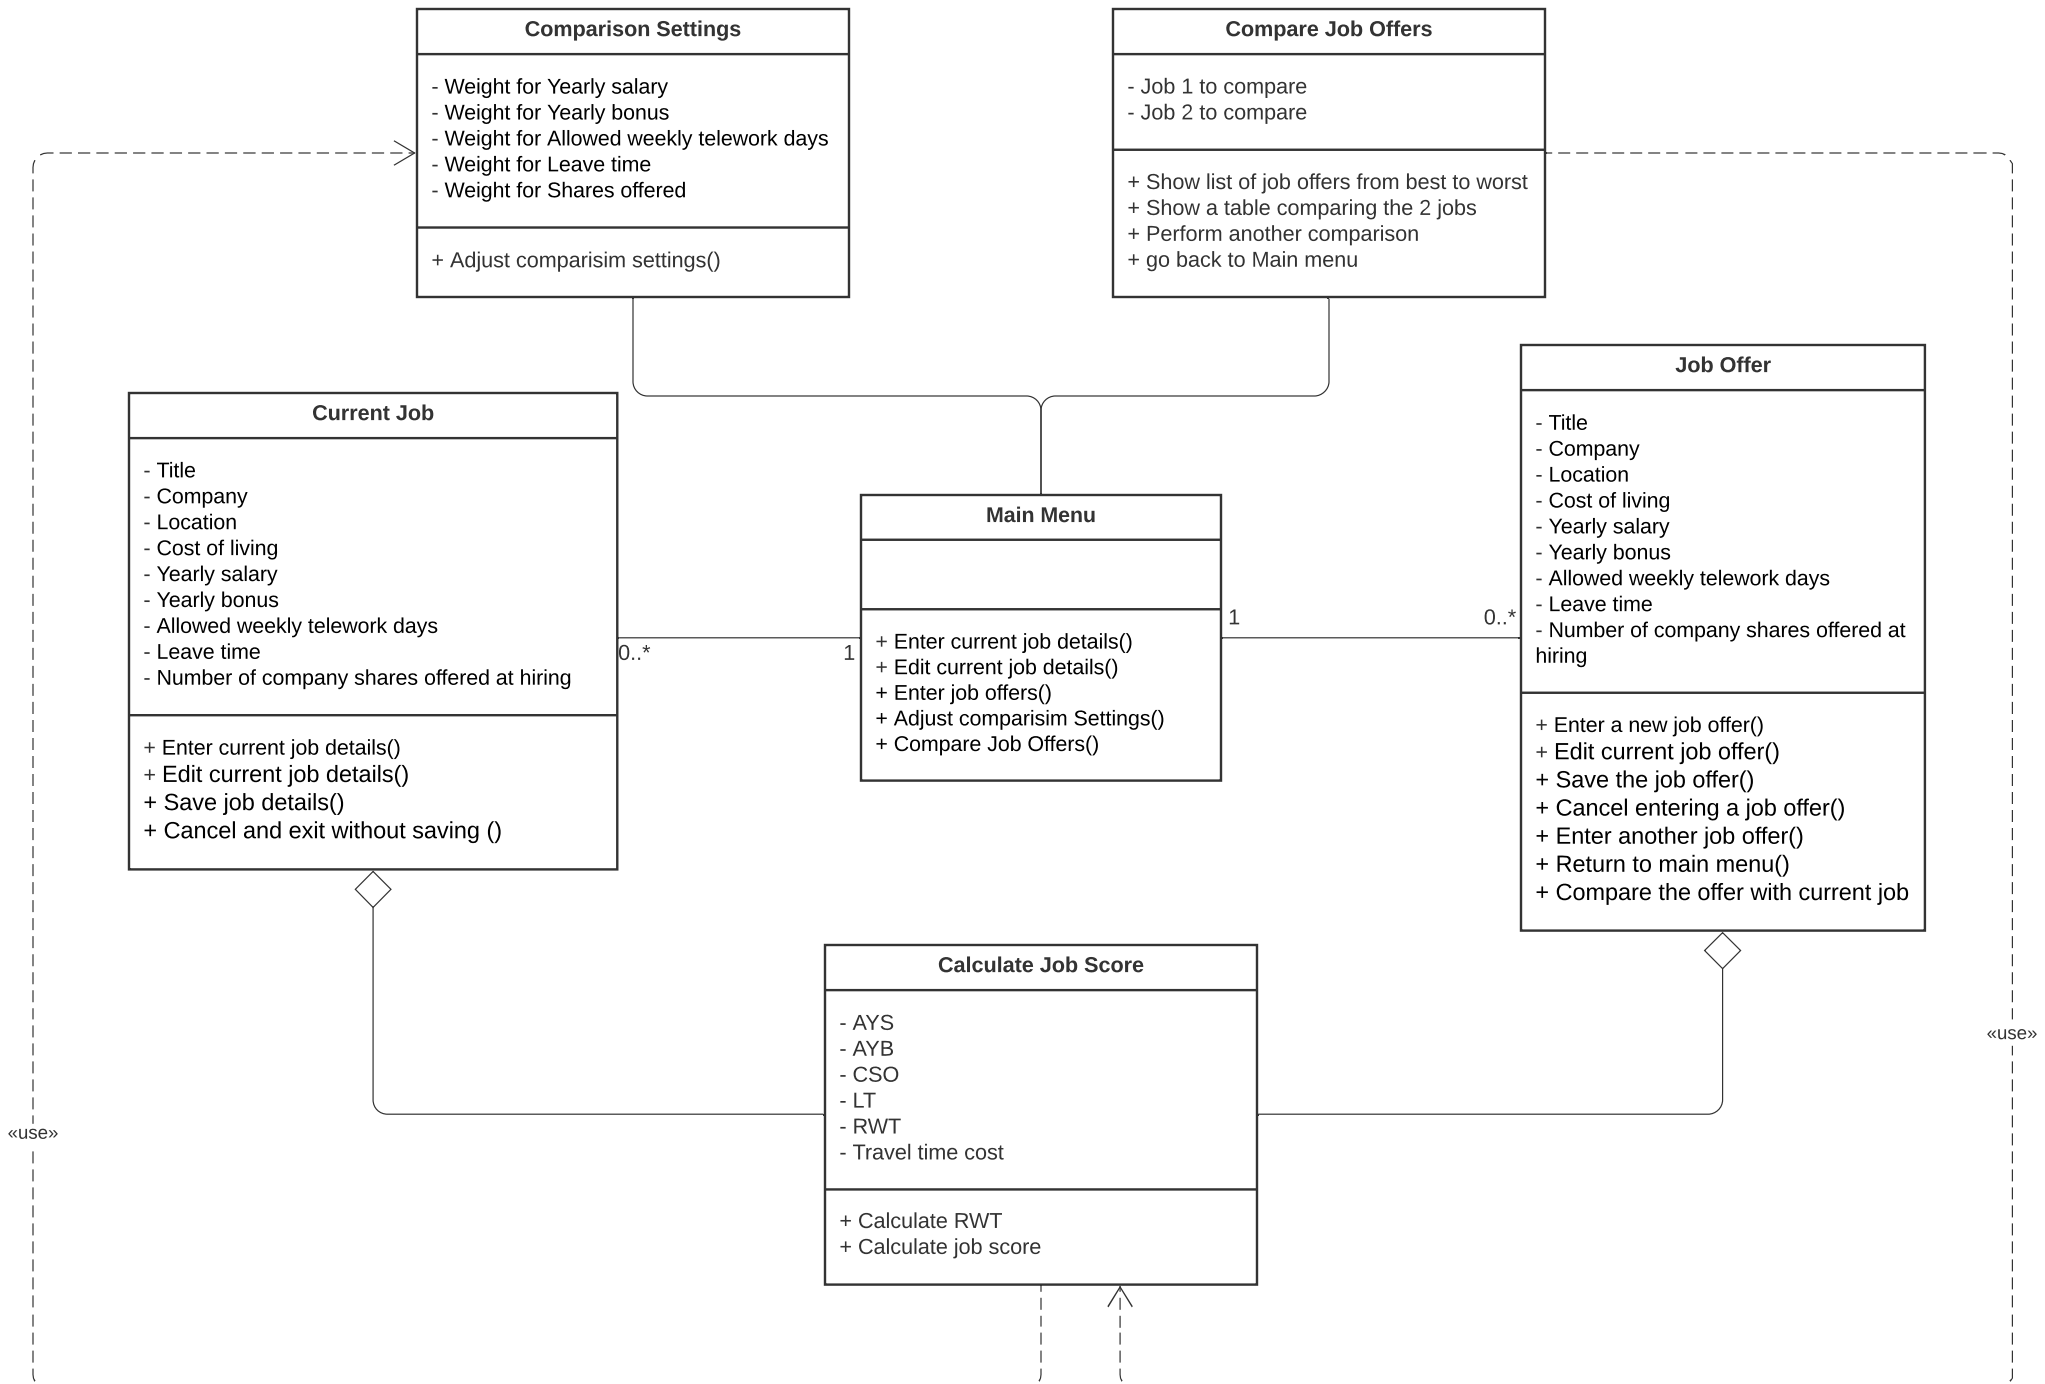 Comparison Settings
- Weight for Yearly salary
- Weight for Yearly bonus
- Weight for Allowed weekly telework days
- Weight for Leave time
- Weight for Shares offered
+ Adjust comparisim settings()
Compare Job Offers
- Job 1 to compare
- Job 2 to compare
+ Show list of job offers from best to worst
+ Show a table comparing the 2 jobs
+ Perform another comparison
+ go back to Main menu
Current Job
- Title
- Company
- Location
- Cost of living
- Yearly salary
- Yearly bonus
- Allowed weekly telework days
- Leave time
- Number of company shares offered at hiring
+ Enter current job details()
+ Edit current job details()
+ Save job details()
+ Cancel and exit without saving ()
0..*
1
Main Menu
+ Enter current job details()
+ Edit current job details()
+ Enter job offers()
+ Adjust comparisim Settings()
+ Compare Job Offers()
1
0..*
Job Offer
- Title
- Company
- Location
- Cost of living
- Yearly salary
- Yearly bonus
- Allowed weekly telework days
- Leave time
- Number of company shares offered at
hiring
+ Enter a new job offer()
+ Edit current job offer()
+ Save the job offer()
+ Cancel entering a job offer()
+ Enter another job offer()
+ Return to main menu()
+ Compare the offer with current job
Calculate Job Score
- AYS
- AYB
- CSO
- LT
- RWT
- Travel time cost
+ Calculate RWT
+ Calculate job score
«use»
«use»